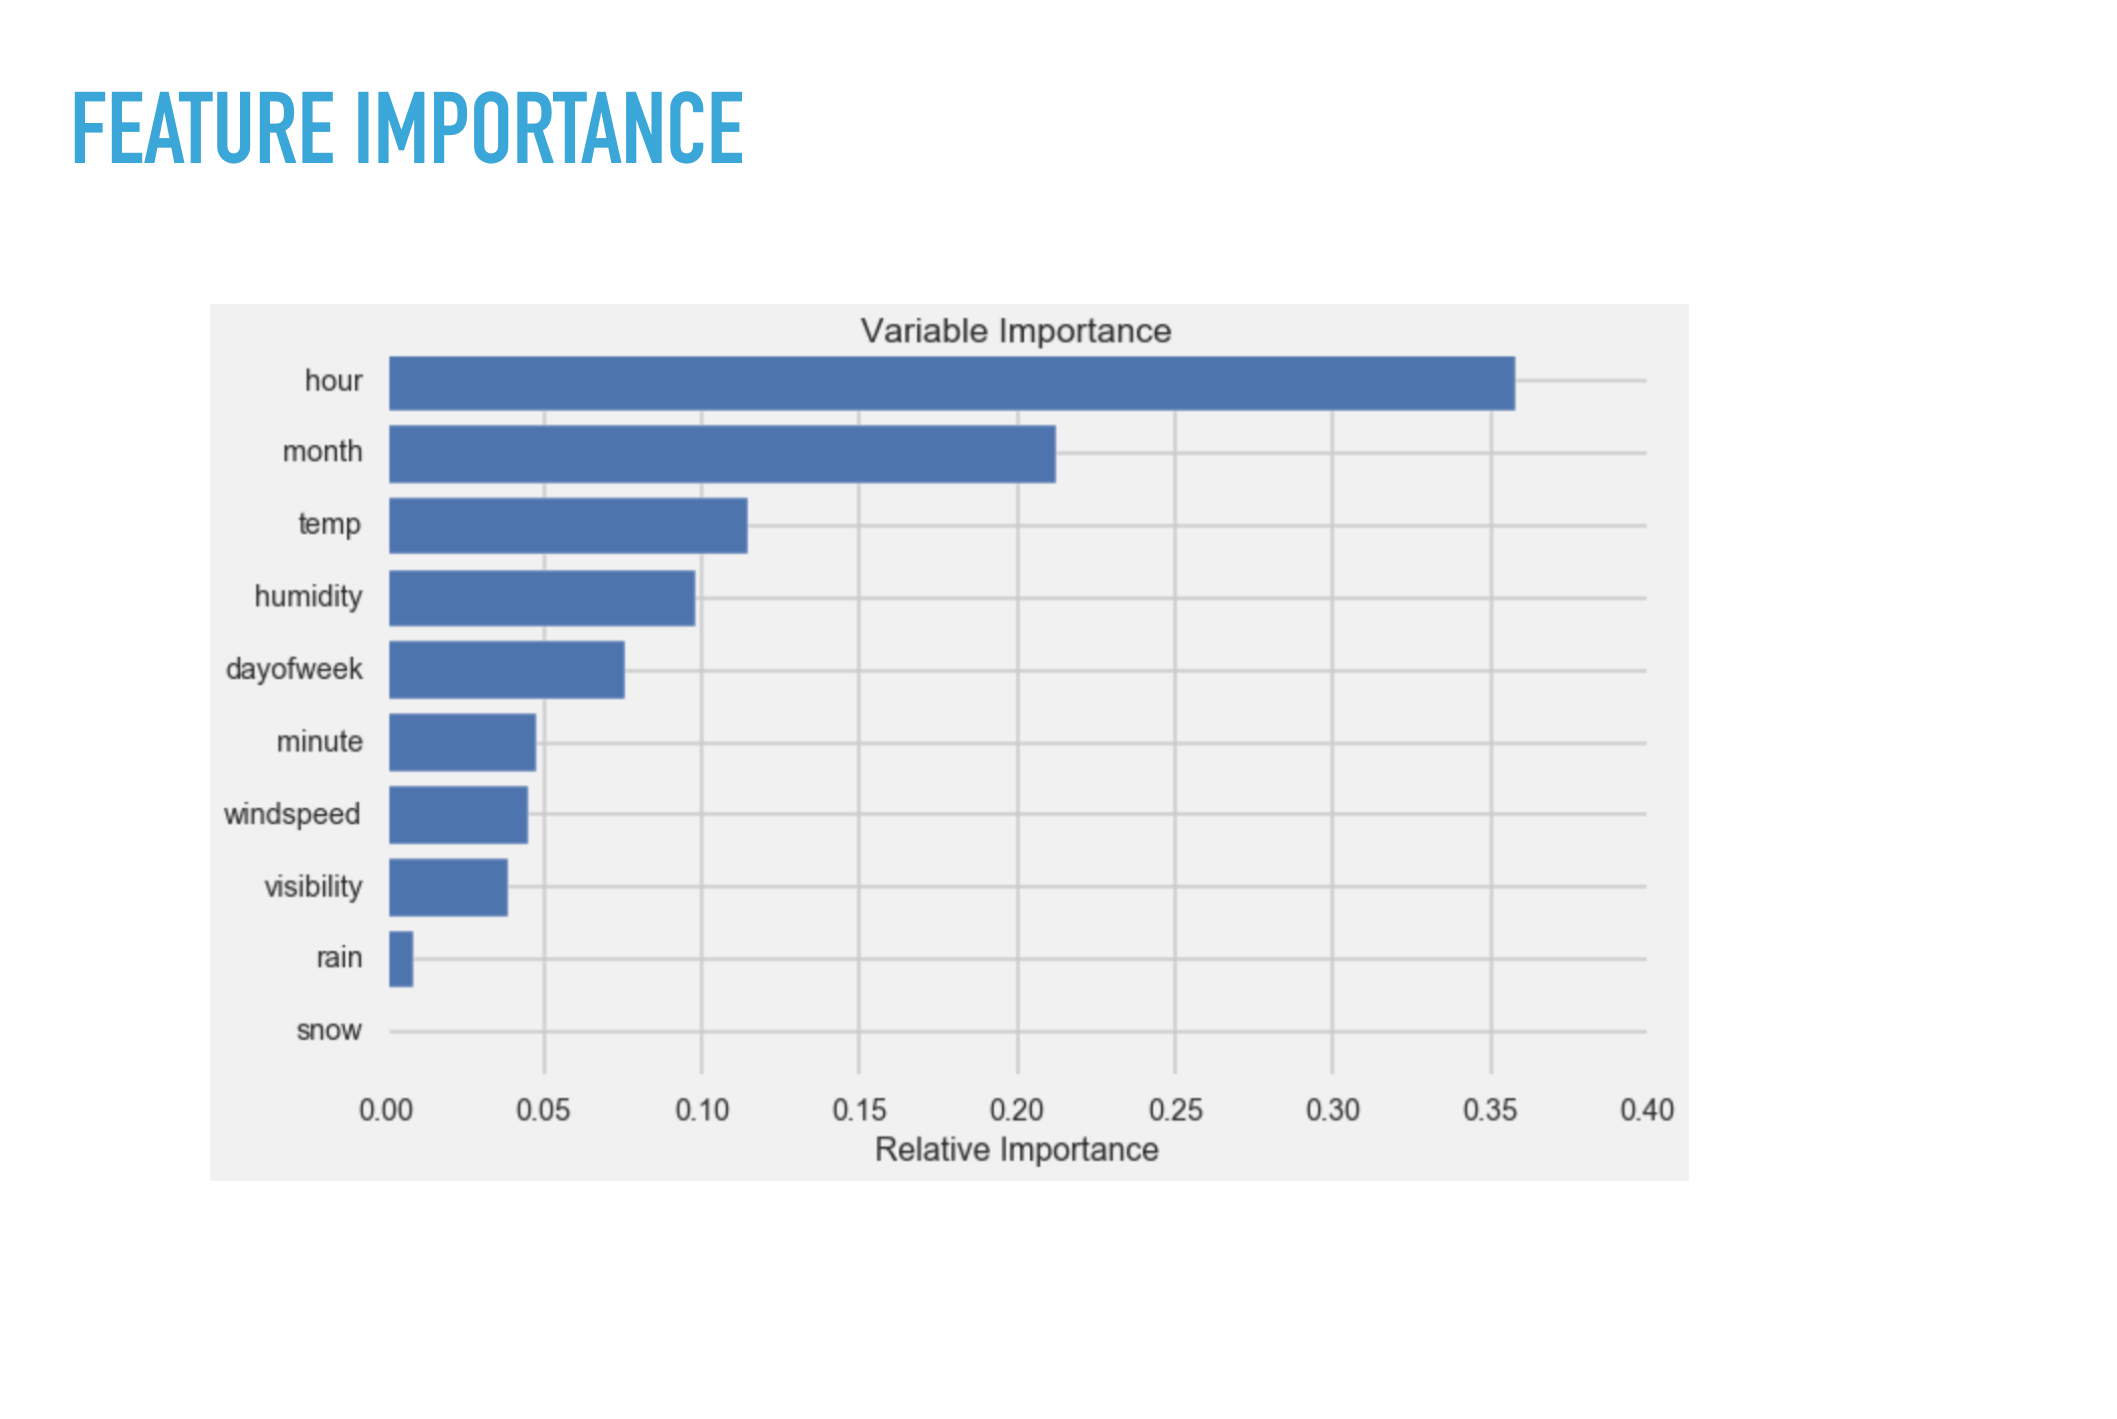 FEATURE IMPORTANCE
Variable Importance
hour
month
temp
humidity
dayofweek
minute
windspeed
visibility
rain
snow
0.00 0.05 0.10 0.15 0.20 0.25 0.30 0.35 0.40
Relative Importance